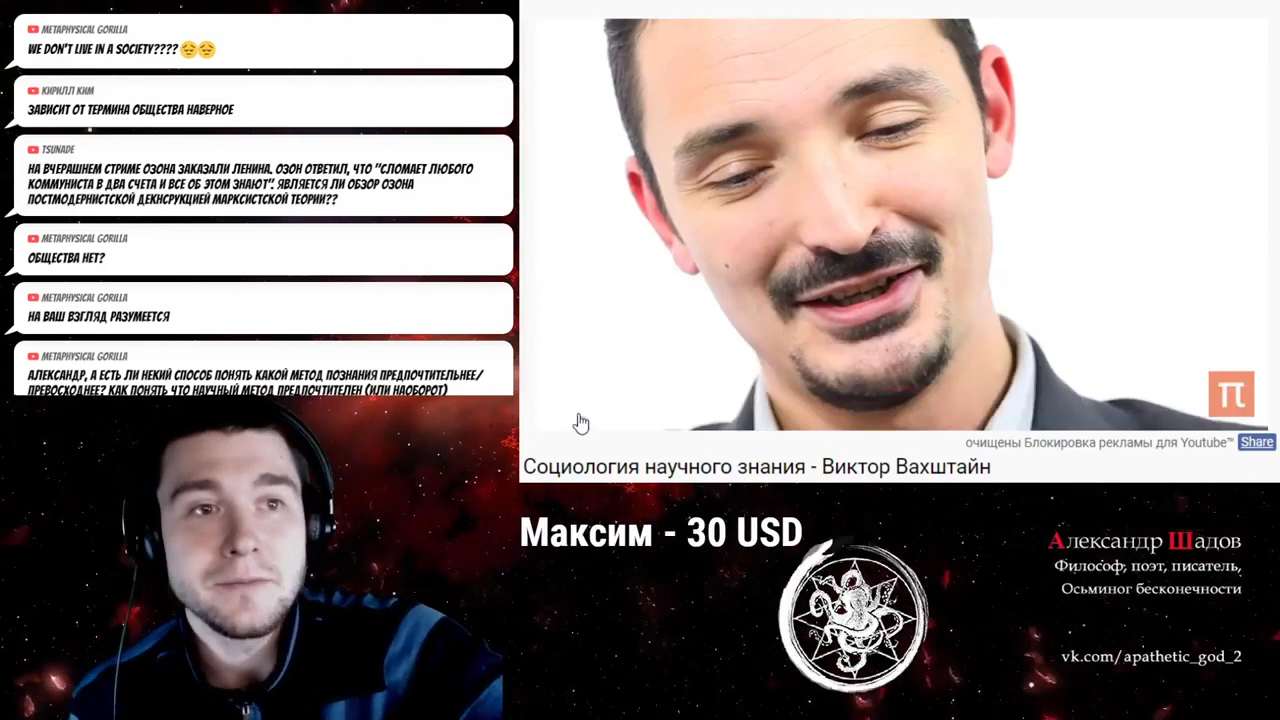 METAPHYSICAL GORILLA
WE DON'T LIVE IN A SOCIETY????😔😔
КИРИЛЛ КИМ
ЗАВИСИТ ОТ ТЕРМИНА ОБЩЕСТВА НАВЕРНОЕ
TSUNADE
НА ВЧЕРАШНЕМ СТРИМЕ ОЗОНА ЗАКАЗАЛИ ЛЕНИНА. ОЗОН ОТВЕТИЛ, ЧТО "СЛОМАЕТ ЛЮБОГО
КОММУНИСТА В ДВА СЧЕТА И ВСЕ ОБ ЭТОМ ЗНАЮТ". ЯВЛЯЕТСЯ ЛИ ОБЗОР ОЗОНА
ПОСТМОДЕРНИСТСКОЙ ДЕКНСРУКЦИЕЙ МАРКСИСТСКОЙ ТЕОРИИ??
METAPHYSICAL GORILLA
ОБЩЕСТВА НЕТ?
METAPHYSICAL GORILLA
НА ВАШ ВЗГЛЯД РАЗУМЕЕТСЯ
METAPHYSICAL GORILLA
АЛЕКСАНДР, А ЕСТЬ ЛИ НЕКИЙ СПОСОБ ПОНЯТЬ КАКОЙ МЕТОД ПОЗНАНИЯ ПРЕДПОЧТИТЕЛЬНЕЕ/
ПРЕВОСХОДНЕЕ? КАК ПОНЯТЬ ЧТО НАУЧНЫЙ МЕТОД ПРЕДПОЧТИТЕЛЕН (ИЛИ НАОБОРОТ)
π
очищены Блокировка рекламы для Youtube™ Share
Социология научного знания - Виктор Вахштайн
Максим - 30 USD
Александр Шадов
Философ, поэт, писатель,
Осьминог бесконечности
vk.com/apathetic_god_2